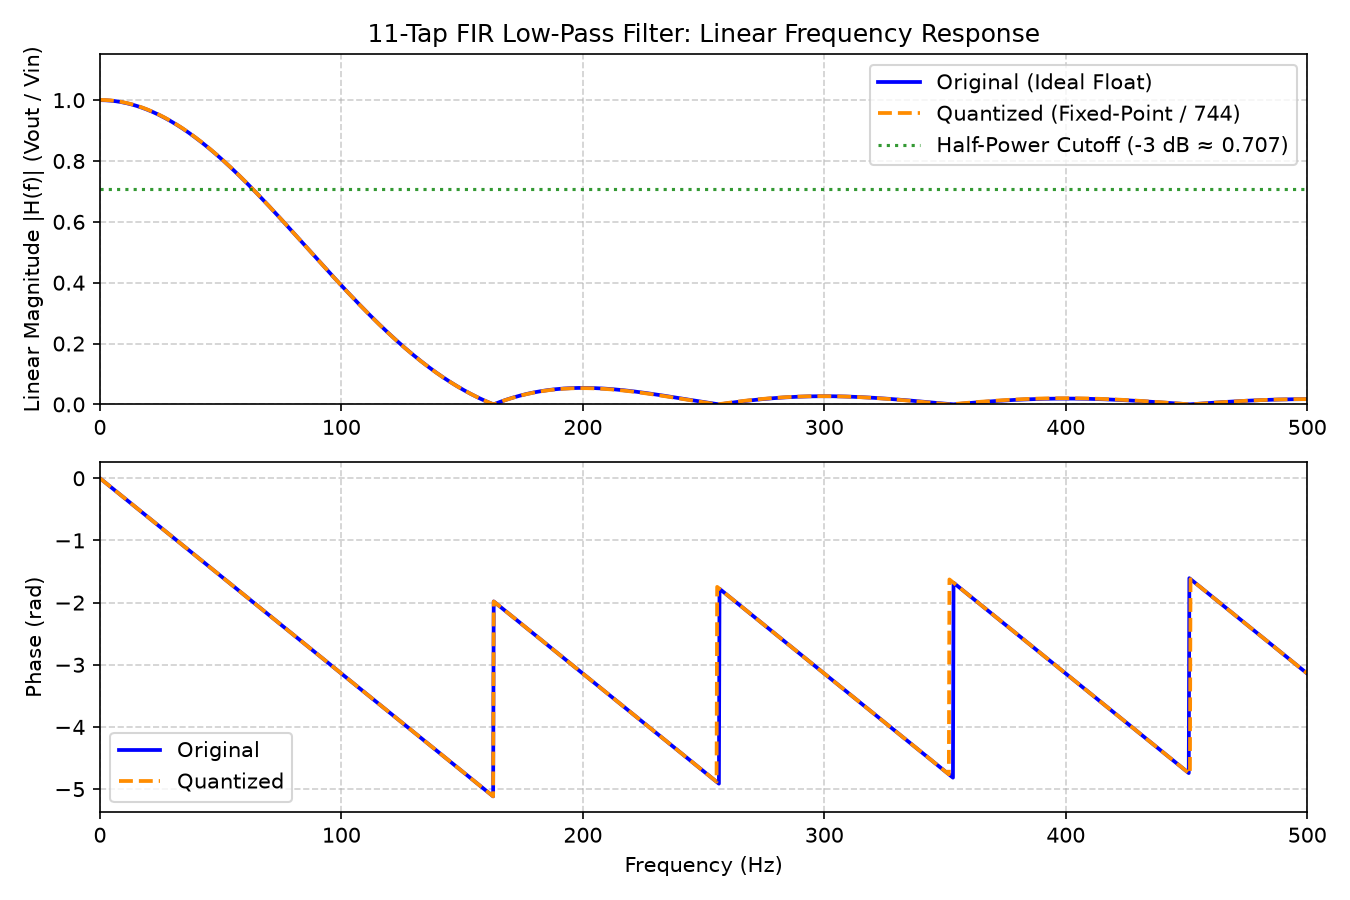 11-Tap FIR Low-Pass Filter: Linear Frequency Response
Linear Magnitude |H(f)| (Vout / Vin)
1.0
0.8
0.6
0.4
0.2
0.0
Original (Ideal Float)
Quantized (Fixed-Point / 744)
Half-Power Cutoff (-3 dB ≈ 0.707)
0 100 200 300 400 500
Phase (rad)
0
−1
−2
−3
−4
−5
Original
Quantized
0 100 200 300 400 500
Frequency (Hz)